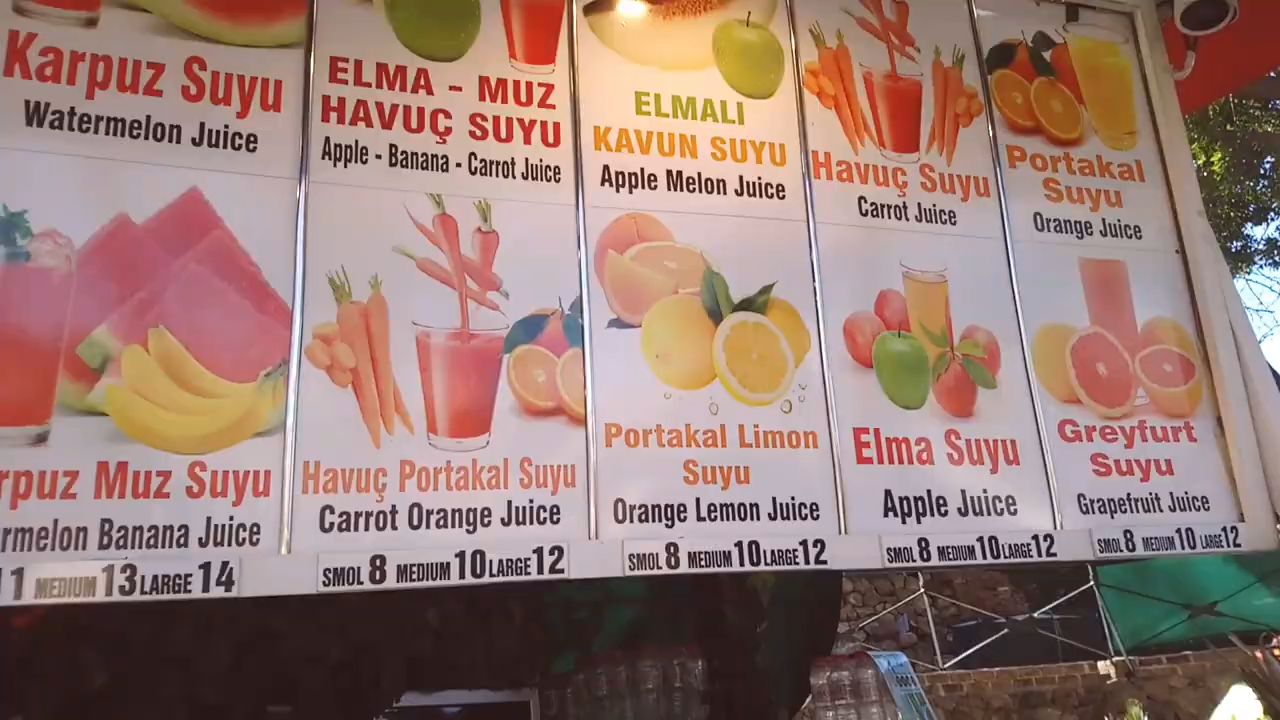 Karpuz Suyu
Watermelon Juice
ELMA - MUZ
HAVUÇ SUYU
Apple - Banana - Carrot Juice
ELMALI
KAVUN SUYU
Apple Melon Juice
Havuç Suyu
Carrot Juice
Portakal
Suyu
Orange Juice
rpuz Muz Suyu
rmelon Banana Juice
Havuç Portakal Suyu
Carrot Orange Juice
Portakal Limon
Suyu
Orange Lemon Juice
Elma Suyu
Apple Juice
Greyfurt
Suyu
Grapefruit Juice
1 MEDIUM 13 LARGE 14
SMOL 8 MEDIUM 10 LARGE 12
SMOL 8 MEDIUM 10 LARGE 12
SMOL 8 MEDIUM 10 LARGE 12
SMOL 8 MEDIUM 10 LARGE 12